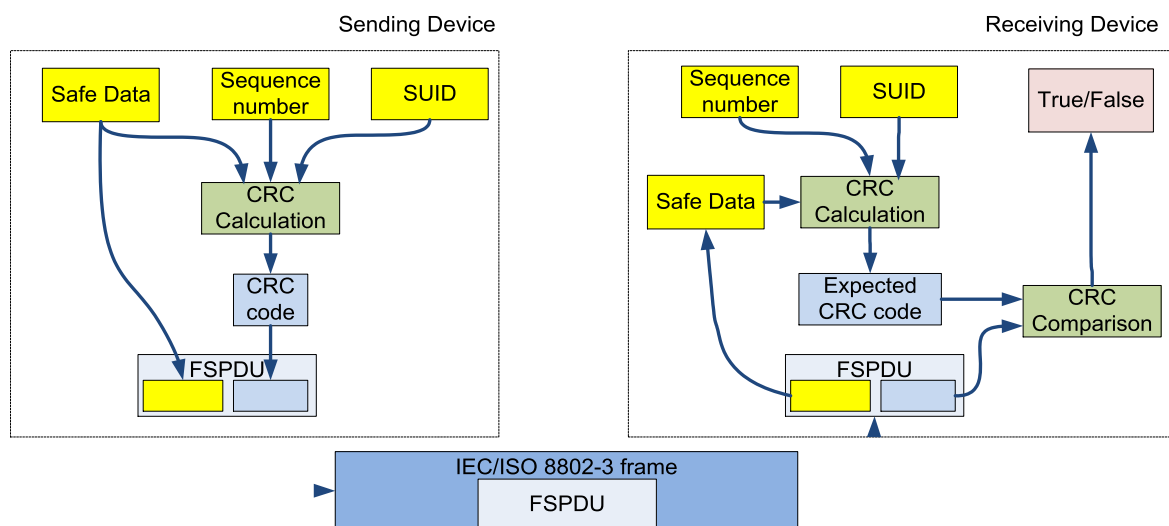 Sending Device
Safe Data
Sequence
number
SUID
CRC
Calculation
CRC
code
FSPDU
Receiving Device
Sequence
number
SUID
True/False
Safe Data
CRC
Calculation
Expected
CRC code
CRC
Comparison
FSPDU
IEC/ISO 8802-3 frame
FSPDU